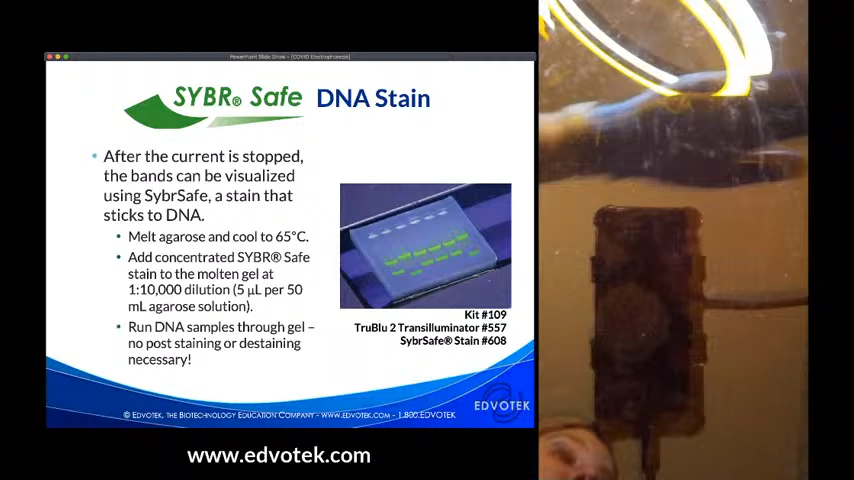 PowerPoint Slide Show - [COVID Electrophoresis]
SYBR® Safe DNA Stain
After the current is stopped,
the bands can be visualized
using SybrSafe, a stain that
sticks to DNA.
Melt agarose and cool to 65°C.
Add concentrated SYBR® Safe
stain to the molten gel at
1:10,000 dilution (5 µL per 50
mL agarose solution).
Run DNA samples through gel –
no post staining or destaining
necessary!
Kit #109
TruBlu 2 Transilluminator #557
SybrSafe® Stain #608
© EDVOTEK, THE BIOTECHNOLOGY EDUCATION COMPANY - WWW.EDVOTEK.COM - 1.800.EDVOTEK
EDVOTEK
www.edvotek.com